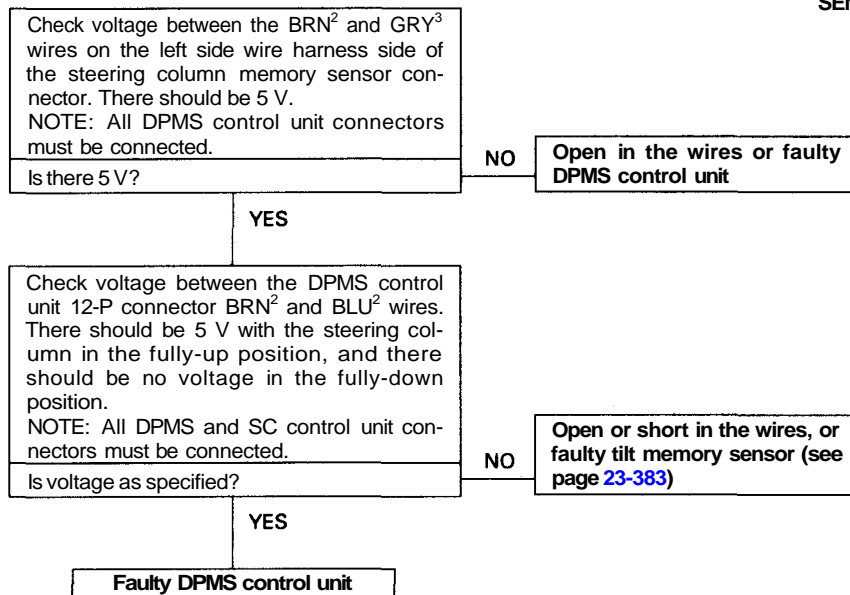 Check voltage between the BRN² and GRY³
wires on the left side wire harness side of
the steering column memory sensor con-
nector. There should be 5 V.
NOTE: All DPMS control unit connectors
must be connected.
Is there 5 V?
NO
Open in the wires or faulty
DPMS control unit
YES
Check voltage between the DPMS control
unit 12-P connector BRN² and BLU² wires.
There should be 5 V with the steering col-
umn in the fully-up position, and there
should be no voltage in the fully-down
position.
NOTE: All DPMS and SC control unit con-
nectors must be connected.
Is voltage as specified?
NO
Open or short in the wires, or
faulty tilt memory sensor (see
page 23-383)
YES
Faulty DPMS control unit